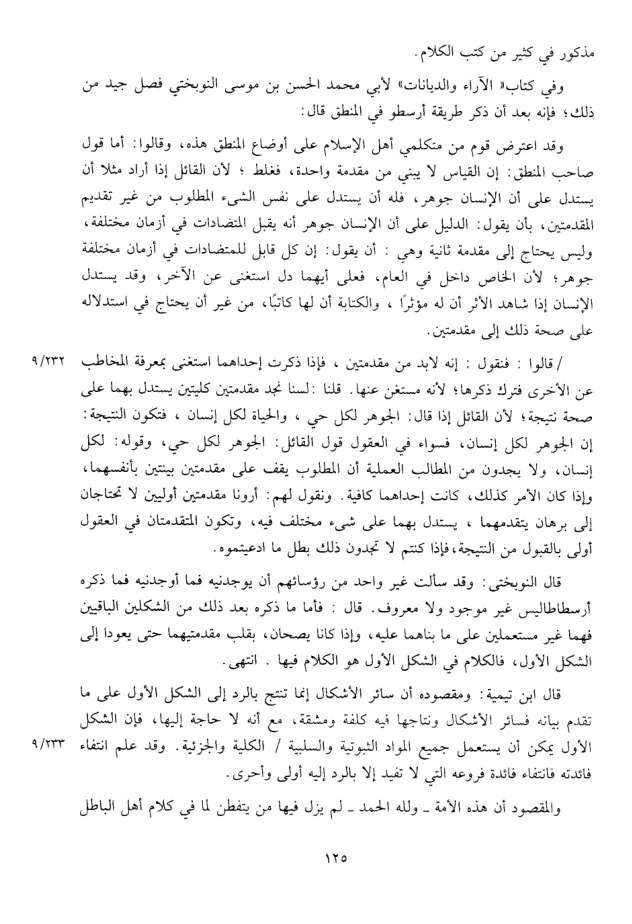 مذكور في كثير من كتب الكلام.
وفي كتاب« الآراء والديانات» لأبي محمد الحسن بن موسى النوبختي فصل جيد من
ذلك؛ فإنه بعد أن ذكر طريقة أرسطو في المنطق قال:
وقد اعترض قوم من متكلمي أهل الإسلام على أوضاع المنطق هذه، وقالوا: أما قول
صاحب المنطق: إن القياس لا يبني من مقدمة واحدة، فغلط ؛ لأن القائل إذا أراد مثلا أن
يستدل على أن الإنسان جوهر، فله أن يستدل على نفس الشىء المطلوب من غير تقديم
المقدمتين، بأن يقول: الدليل على أن الإنسان جوهر أنه يقبل المتضادات في أزمان مختلفة،
وليس يحتاج إلى مقدمة ثانية وهي : أن يقول: إن كل قابل للمتضادات في أزمان مختلفة
جوهر؛ لأن الخاص داخل في العام، فعلى أيهما دل استغنى عن الآخر، وقد يستدل
الإنسان إذا شاهد الأثر أن له مؤثرًا ، والكتابة أن لها كاتبًا، من غير أن يحتاج في استدلاله
على صحة ذلك إلى مقدمتين.
٩/٢٣٢ / قالوا : فنقول : إنه لابد من مقدمتين ، فإذا ذكرت إحداهما استغنى بمعرفة المخاطب
عن الأخرى فترك ذكرها؛ لأنه مستغن عنها. قلنا :لسنا نجد مقدمتين كليتين يستدل بهما على
صحة نتيجة؛ لأن القائل إذا قال: الجوهر لكل حي ، والحياة لكل إنسان ، فتكون النتيجة:
إن الجوهر لكل إنسان، فسواء في العقول قول القائل: الجوهر لكل حي، وقوله: لكل
إنسان، ولا يجدون من المطالب العملية أن المطلوب يقف على مقدمتين بينتين بأنفسهما،
وإذا كان الأمر كذلك، كانت إحداهما كافية. ونقول لهم: أرونا مقدمتين أوليين لا تحتاجان
إلى برهان يتقدمهما ، يستدل بهما على شىء مختلف فيه، وتكون المتقدمتان في العقول
أولى بالقبول من النتيجة،فإذا كنتم لا تجدون ذلك بطل ما ادعيتموه.
قال النوبختى: وقد سألت غير واحد من رؤسائهم أن يوجدنيه فما أوجدنيه فما ذكره
أرسطاطاليس غير موجود ولا معروف. قال : فأما ما ذكره بعد ذلك من الشكلين الباقيين
فهما غير مستعملين على ما بناهما عليه، وإذا كانا يصحان، بقلب مقدمتيهما حتى يعودا إلى
الشكل الأول، فالكلام في الشكل الأول هو الكلام فيها . انتهى.
قال ابن تيمية: ومقصوده أن سائر الأشكال إنما تنتج بالرد إلى الشكل الأول على ما
تقدم بيانه فسائر الأشكال ونتاجها فيه كلفة ومشقة، مع أنه لا حاجة إليها، فإن الشكل
٩/٢٣٣ الأول يمكن أن يستعمل جميع المواد الثبوتية والسلبية / الكلية والجزئية. وقد علم انتفاء
فائدته فانتفاء فائدة فروعه التي لا تفيد إلا بالرد إليه أولى وأحرى.
والمقصود أن هذه الأمة ـ ولله الحمد ـ لم يزل فيها من يتفطن لما في كلام أهل الباطل
١٢٥